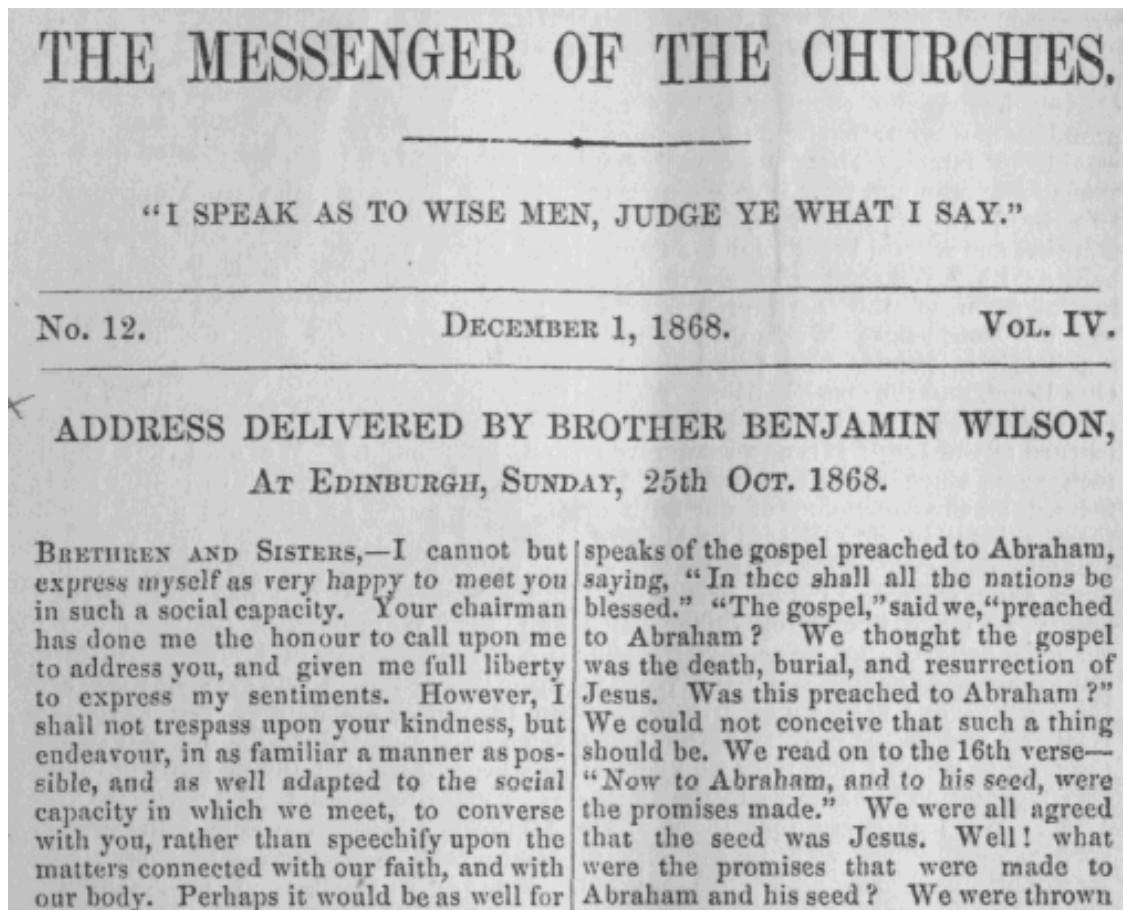 THE MESSENGER OF THE CHURCHES.
“I SPEAK AS TO WISE MEN, JUDGE YE WHAT I SAY.”
No. 12. DECEMBER 1, 1868. VOL. IV.
ADDRESS DELIVERED BY BROTHER BENJAMIN WILSON,
AT EDINBURGH, SUNDAY, 25th OCT. 1868.
BRETHREN AND SISTERS,—I cannot but
express myself as very happy to meet you
in such a social capacity. Your chairman
has done me the honour to call upon me
to address you, and given me full liberty
to express my sentiments. However, I
shall not trespass upon your kindness, but
endeavour, in as familiar a manner as pos-
sible, and as well adapted to the social
capacity in which we meet, to converse
with you, rather than speechify upon the
matters connected with our faith, and with
our body. Perhaps it would be as well for
speaks of the gospel preached to Abraham,
saying, “In thee shall all the nations be
blessed.” “The gospel,” said we, “preached
to Abraham? We thought the gospel
was the death, burial, and resurrection of
Jesus. Was this preached to Abraham?”
We could not conceive that such a thing
should be. We read on to the 16th verse—
“Now to Abraham, and to his seed, were
the promises made.” We were all agreed
that the seed was Jesus. Well! what
were the promises that were made to
Abraham and his seed? We were thrown